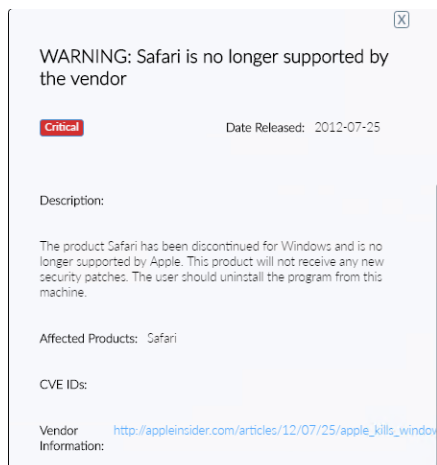 X
WARNING: Safari is no longer supported by
the vendor
Critical
Date Released: 2012-07-25
Description:
The product Safari has been discontinued for Windows and is no
longer supported by Apple. This product will not receive any new
security patches. The user should uninstall the program from this
machine.
Affected Products: Safari
CVE IDs:
Vendor http://appleinsider.com/articles/12/07/25/apple_kills_window
Information: